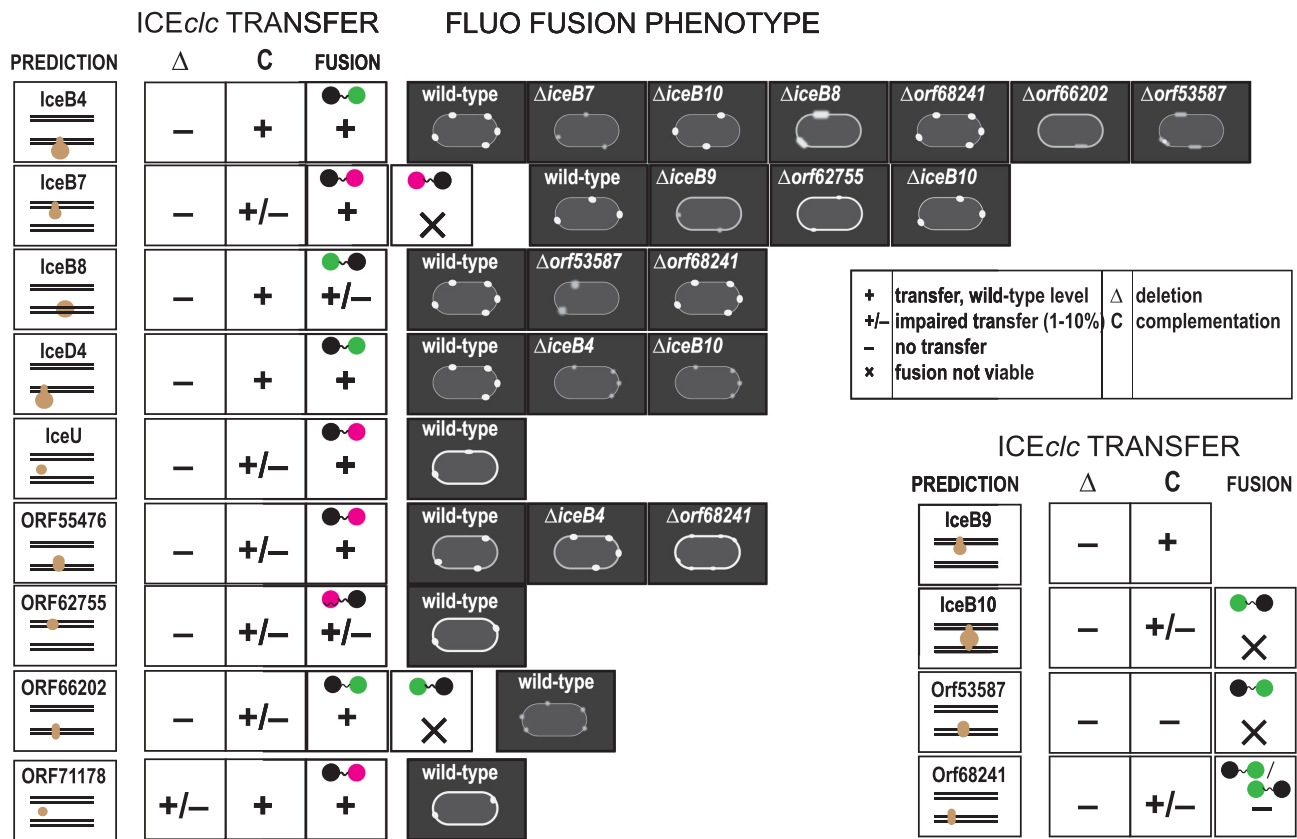 ICEclc TRANSFER FLUO FUSION PHENOTYPE
PREDICTION Δ C FUSION
IceB4 – + + wild-type ΔiceB7 ΔiceB10 ΔiceB8 Δorf68241 Δorf66202 Δorf53587
IceB7 – +/– + × wild-type ΔiceB9 Δorf62755 ΔiceB10
IceB8 – + +/– wild-type Δorf53587 Δorf68241
IceD4 – + + wild-type ΔiceB4 ΔiceB10
IceU – +/– + wild-type
ORF55476 – +/– + wild-type ΔiceB4 Δorf68241
ORF62755 – +/– +/– wild-type
ORF66202 – +/– + × wild-type
ORF71178 +/– + + wild-type
+ transfer, wild-type level Δ deletion
+/– impaired transfer (1-10%) C complementation
– no transfer
× fusion not viable
ICEclc TRANSFER
PREDICTION Δ C FUSION
IceB9 – +
IceB10 – +/– ×
Orf53587 – – ×
Orf68241 – +/– / –